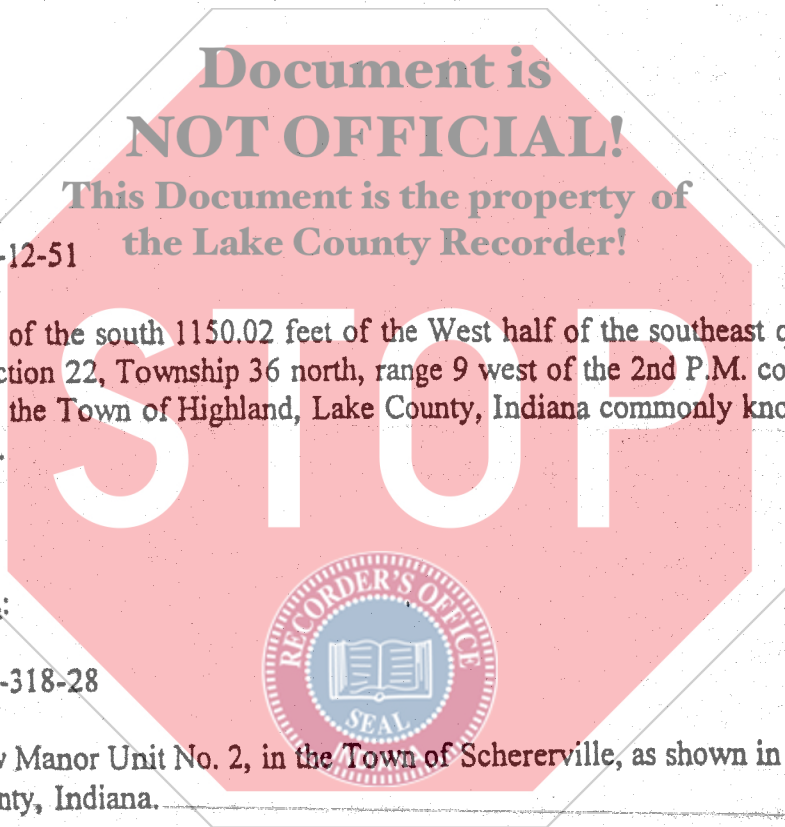 Document is
NOT OFFICIAL!
This Document is the property of
the Lake County Recorder!
-12-51
of the south 1150.02 feet of the West half of the southeast
ction 22, Township 36 north, range 9 west of the 2nd P.M. co
the Town of Highland, Lake County, Indiana commonly kno
.
STOP
:
RECORDER'S OFFICE
SEAL
-318-28
Manor Unit No. 2, in the Town of Schererville, as shown in
nty, Indiana.